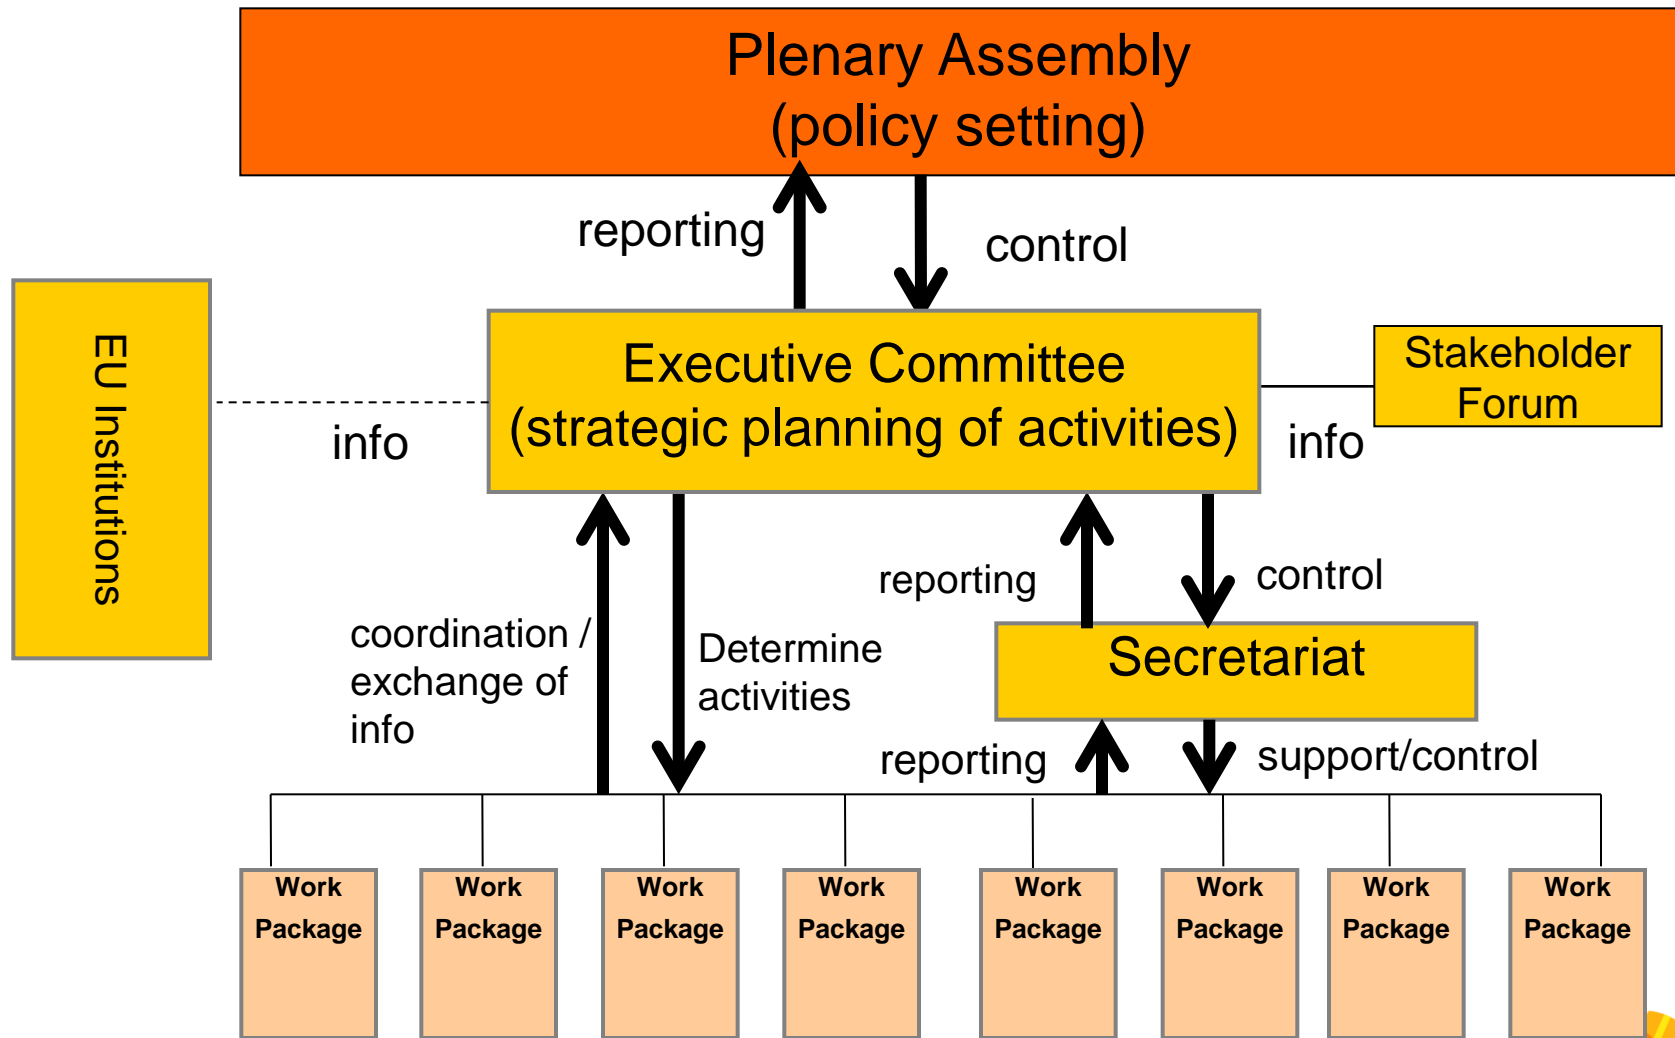 Plenary Assembly
(policy setting)
reporting
control
EU Institutions
info
Executive Committee
(strategic planning of activities)
info
Stakeholder
Forum
coordination /
exchange of
info
Determine
activities
reporting
control
Secretariat
reporting
support/control
Work
Package
Work
Package
Work
Package
Work
Package
Work
Package
Work
Package
Work
Package
Work
Package